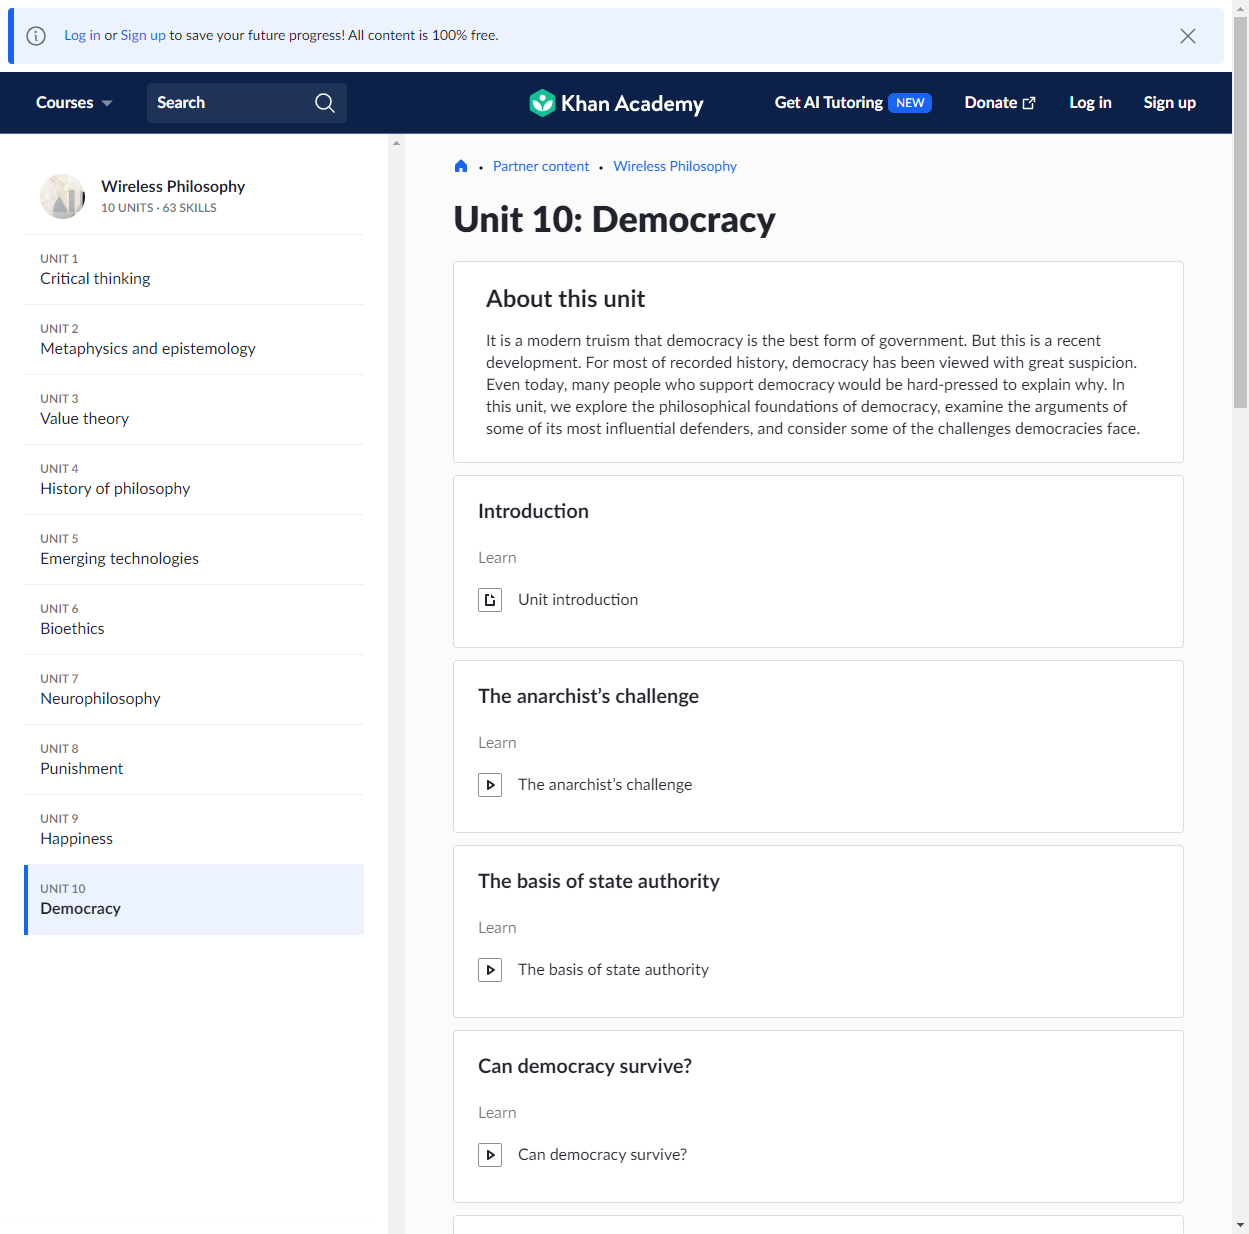 Log in or Sign up to save your future progress! All content is 100% free.
Courses
Search
Khan Academy
Get AI Tutoring NEW
Donate
Log in
Sign up
Wireless Philosophy
10 UNITS · 63 SKILLS
UNIT 1
Critical thinking
UNIT 2
Metaphysics and epistemology
UNIT 3
Value theory
UNIT 4
History of philosophy
UNIT 5
Emerging technologies
UNIT 6
Bioethics
UNIT 7
Neurophilosophy
UNIT 8
Punishment
UNIT 9
Happiness
UNIT 10
Democracy
• Partner content • Wireless Philosophy
Unit 10: Democracy
About this unit
It is a modern truism that democracy is the best form of government. But this is a recent
development. For most of recorded history, democracy has been viewed with great suspicion.
Even today, many people who support democracy would be hard-pressed to explain why. In
this unit, we explore the philosophical foundations of democracy, examine the arguments of
some of its most influential defenders, and consider some of the challenges democracies face.
Introduction
Learn
Unit introduction
The anarchist’s challenge
Learn
The anarchist’s challenge
The basis of state authority
Learn
The basis of state authority
Can democracy survive?
Learn
Can democracy survive?